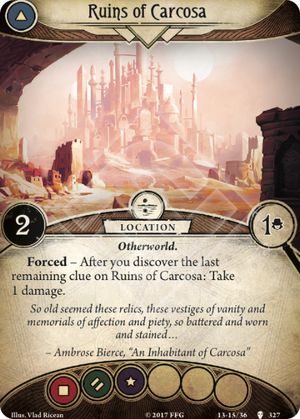 Ruins of Carcosa
2
LOCATION
1
Otherworld.
Forced – After you discover the last
remaining clue on Ruins of Carcosa: Take
1 damage.
So old seemed these relics, these vestiges of vanity and
memorials of affection and piety, so battered and worn
and stained…
– Ambrose Bierce, “An Inhabitant of Carcosa”
Illus. Vlad Ricean © 2017 FFG 13-15/36 327